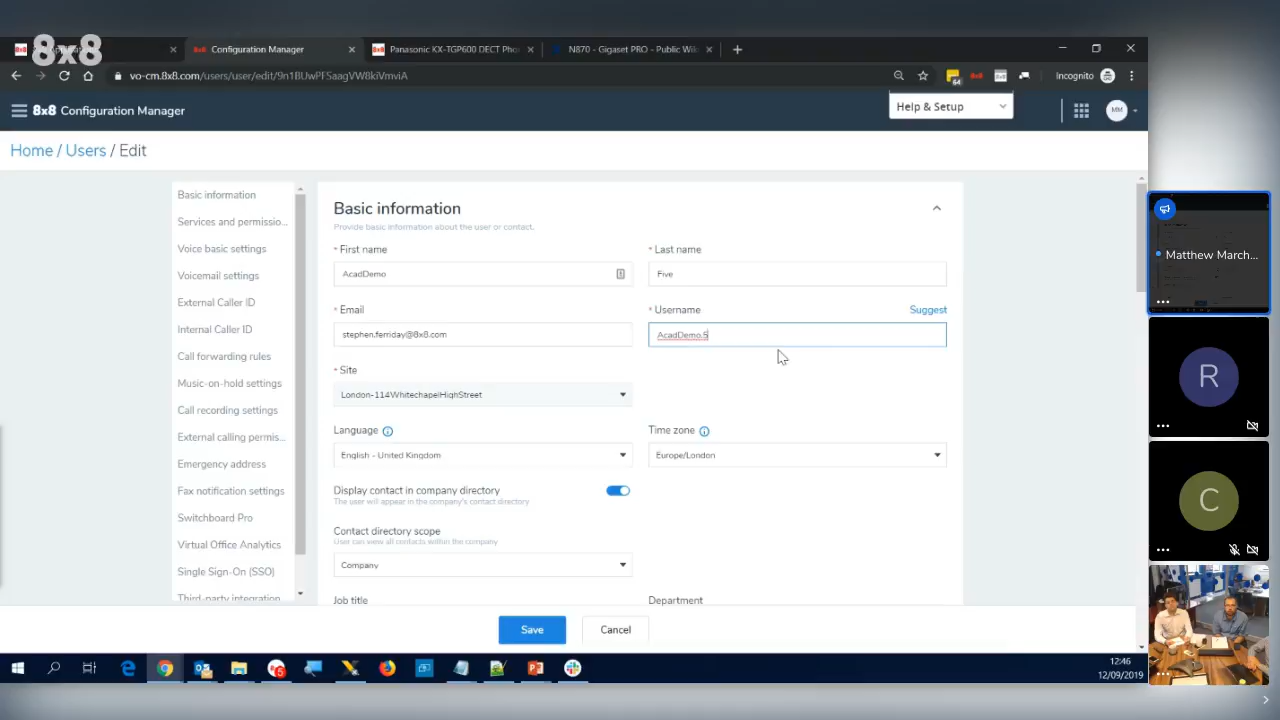 8x8
Configuration Manager
Panasonic KX-TGP600 DECT Pho
N870 - Gigaset PRO - Public Wi
vo-cm.8x8.com/users/user/edit/
64
Incognito
8x8 Configuration Manager
Help & Setup
MM
Home / Users / Edit
Basic information
Services and permissio...
Voice basic settings
Voicemail settings
External Caller ID
Internal Caller ID
Call forwarding rules
Music-on-hold settings
Call recording settings
External calling permis...
Emergency address
Fax notification settings
Switchboard Pro
Virtual Office Analytics
Single Sign-On (SSO)
Third-party integration
Basic information
Provide basic information about the user or contact.
* First name
* Last name
AcadDemo
Five
* Email
* Username
Suggest
stephen.ferriday@8x8.com
AcadDemo.5
* Site
London-114WhitechapelHighStreet
Language
Time zone
English - United Kingdom
Europe/London
Display contact in company directory
The user will appear in the company's contact directory
Contact directory scope
User can view all contacts within the company
Company
Job title
Department
Save
Cancel
12:46
12/09/2019
Matthew March...
R
C